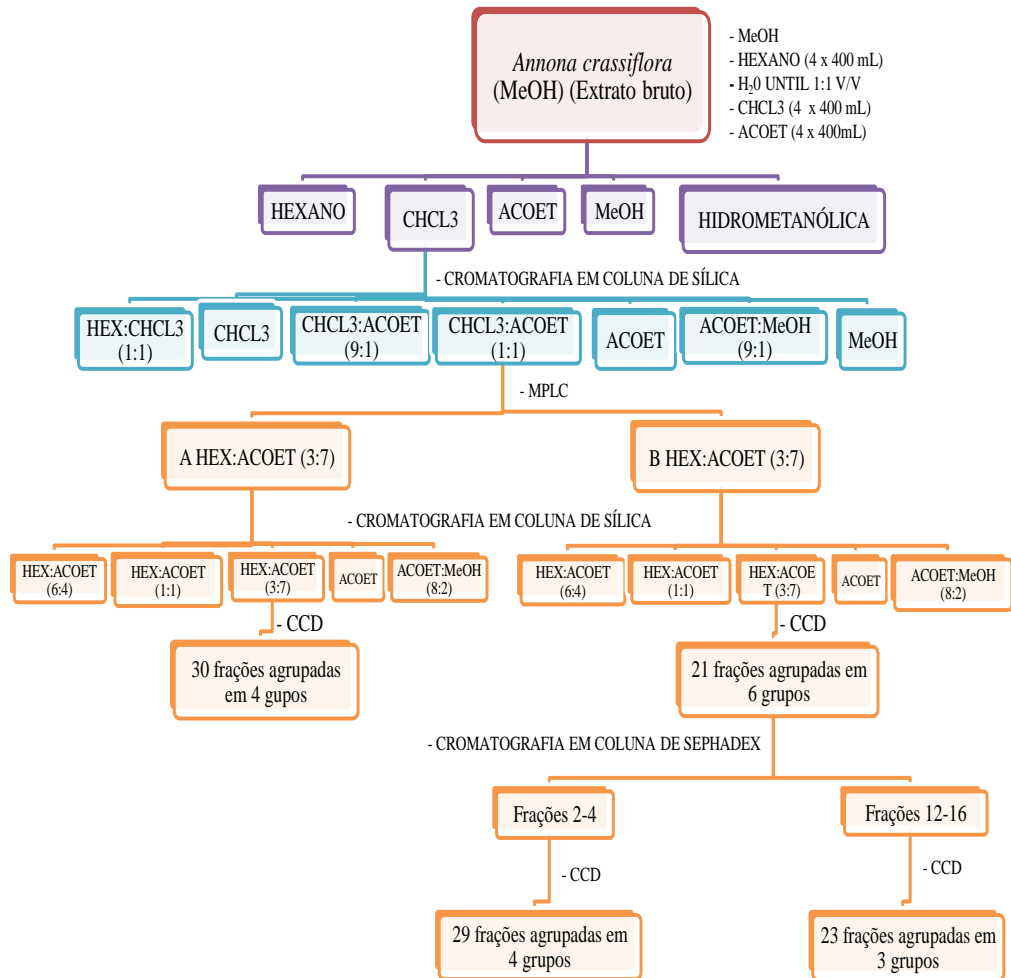 Annona crassiflora
(MeOH) (Extrato bruto)
- MeOH
- HEXANO (4 x 400 mL)
- H₂0 UNTIL 1:1 V/V
- CHCL3 (4 x 400 mL)
- ACOET (4 x 400mL)
HEXANO
CHCL3
ACOET
MeOH
HIDROMETANÓLICA
- CROMATOGRAFIA EM COLUNA DE SÍLICA
HEX:CHCL3
(1:1)
CHCL3
CHCL3:ACOET
(9:1)
CHCL3:ACOET
(1:1)
ACOET
ACOET:MeOH
(9:1)
MeOH
- MPLC
A HEX:ACOET (3:7)
B HEX:ACOET (3:7)
- CROMATOGRAFIA EM COLUNA DE SÍLICA
HEX:ACOET
(6:4)
HEX:ACOET
(1:1)
HEX:ACOET
(3:7)
ACOET
ACOET:MeOH
(8:2)
HEX:ACOET
(6:4)
HEX:ACOET
(1:1)
HEX:ACOE
T (3:7)
ACOET
ACOET:MeOH
(8:2)
- CCD
- CCD
30 frações agrupadas
em 4 gupos
21 frações agrupadas em
6 grupos
- CROMATOGRAFIA EM COLUNA DE SEPHADEX
Frações 2-4
Frações 12-16
- CCD
- CCD
29 frações agrupadas em
4 grupos
23 frações agrupadas em
3 grupos